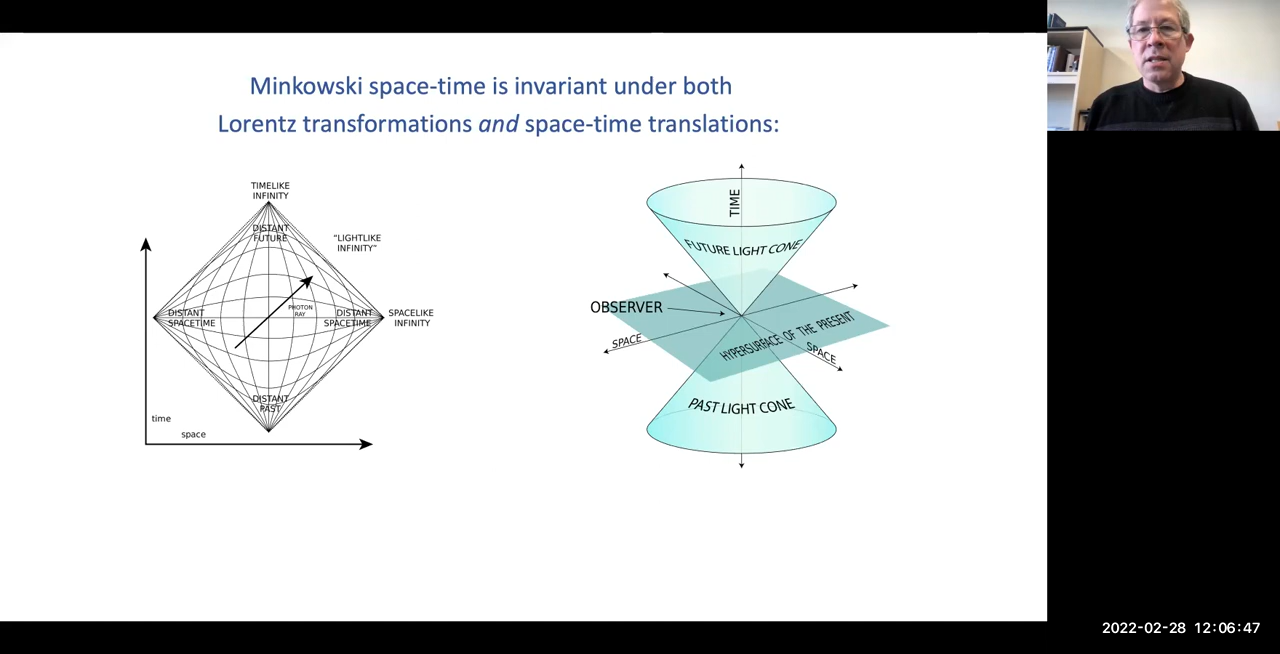 Minkowski space-time is invariant under both
Lorentz transformations and space-time translations:
TIMELIKE
INFINITY
DISTANT
FUTURE
"LIGHTLIKE
INFINITY"
PHOTON
RAY
DISTANT
SPACETIME
DISTANT
SPACETIME
SPACELIKE
INFINITY
DISTANT
PAST
time
space
TIME
FUTURE LIGHT CONE
OBSERVER
SPACE
HYPERSURFACE OF THE PRESENT
SPACE
PAST LIGHT CONE
2022-02-28 12:06:47